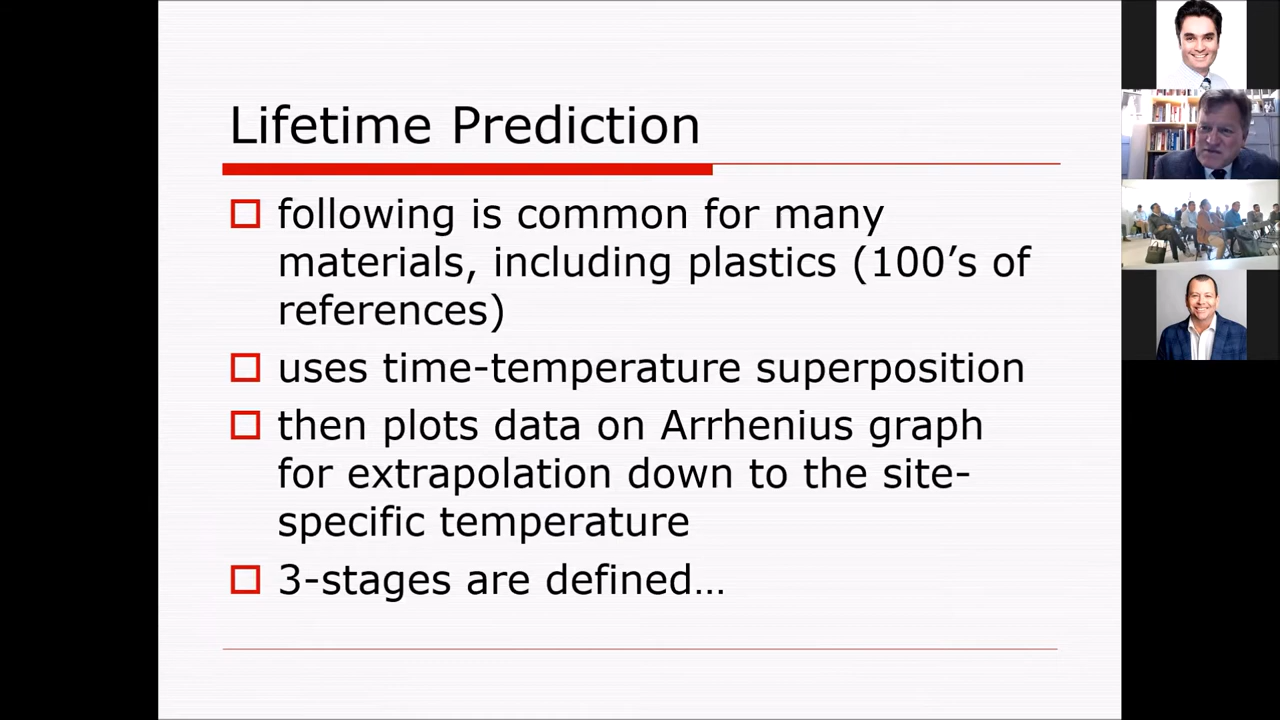 Lifetime Prediction
following is common for many
materials, including plastics (100’s of
references)
uses time-temperature superposition
then plots data on Arrhenius graph
for extrapolation down to the site-
specific temperature
3-stages are defined…